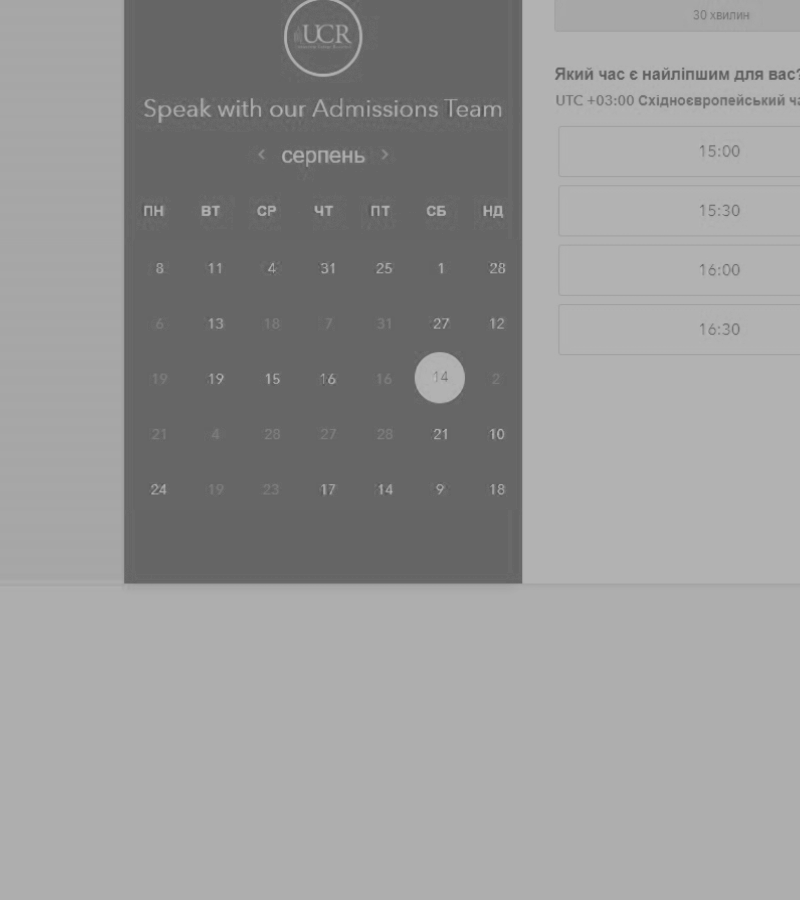 UCR
Speak with our Admissions Team
серпень
ПН ВТ СР ЧТ ПТ СБ НД
8 11 4 31 25 1 28
6 13 18 7 31 27 12
19 19 15 16 16 14 2
21 4 28 27 28 21 10
24 19 23 17 14 9 18
30 хвилин
Який час є найліпшим для вас?
UTC +03:00 Східноєвропейський
15:00
15:30
16:00
16:30